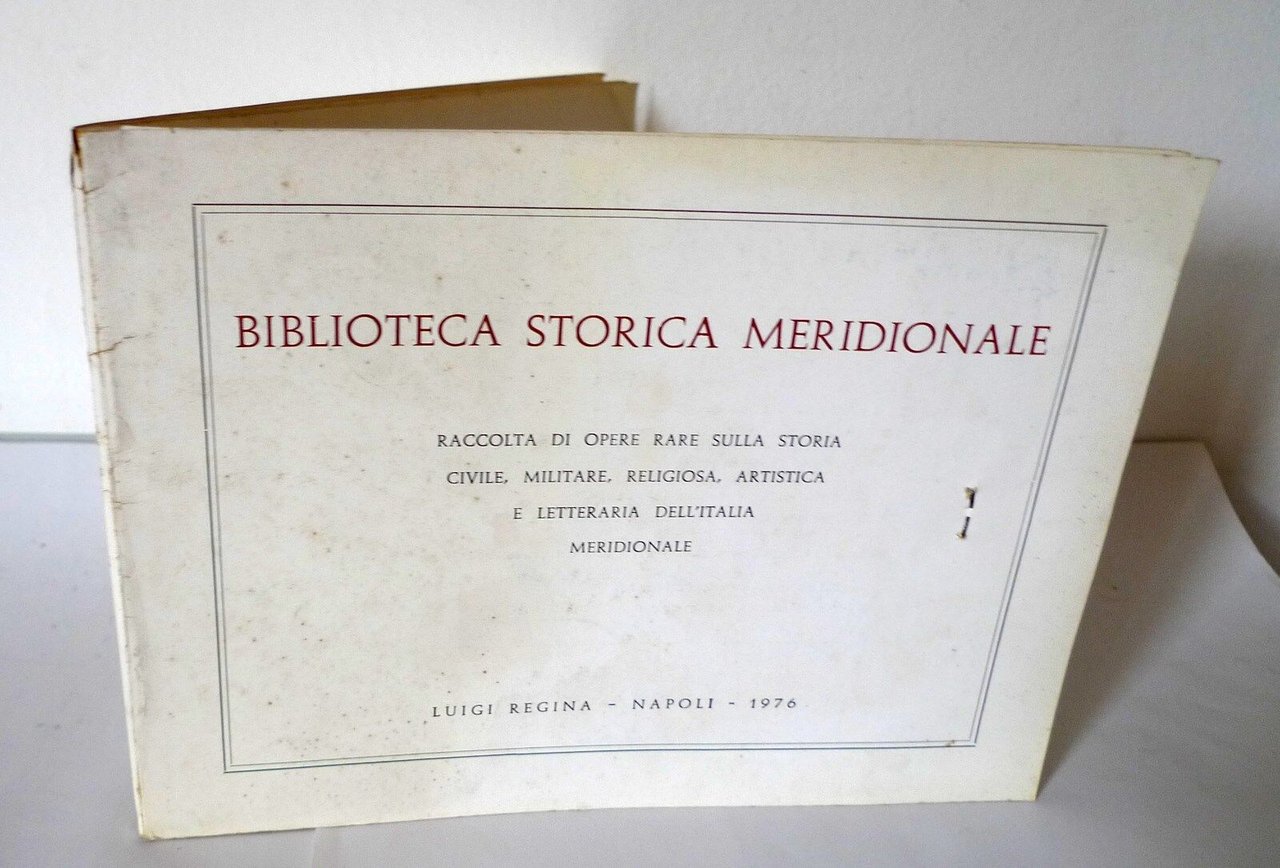 BIBLIOTECA STORICA MERIDIONALE
RACCOLTA DI OPERE RARE SULLA STORIA
CIVILE, MILITARE, RELIGIOSA, ARTISTICA
E LETTERARIA DELL'ITALIA
MERIDIONALE
LUIGI REGINA - NAPOLI - 1976